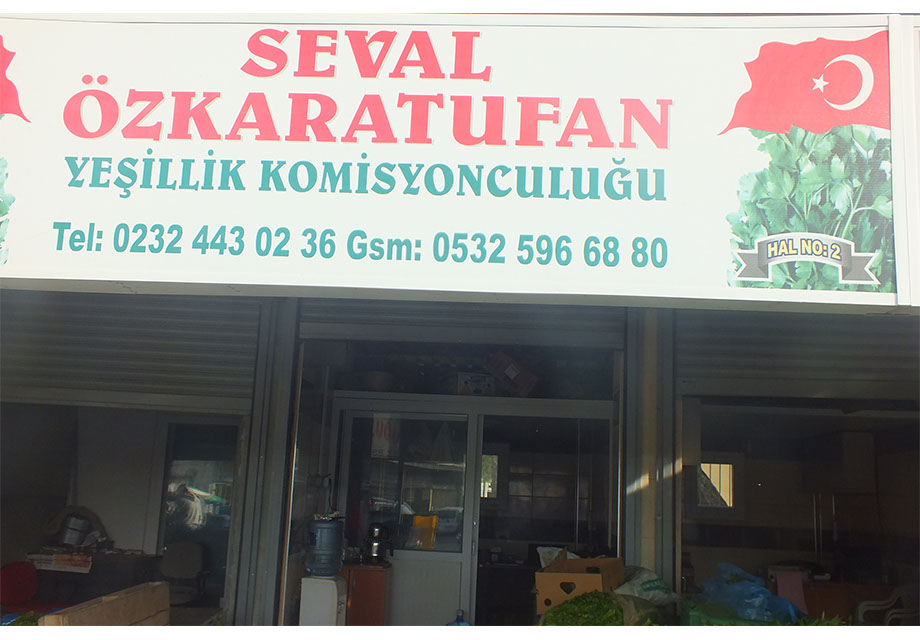 SEVAL
ÖZKARATUFAN
YEŞİLLİK KOMİSYONCULUĞU
Tel: 0232 443 02 36 Gsm: 0532 596 68 80
HAL NO: 2